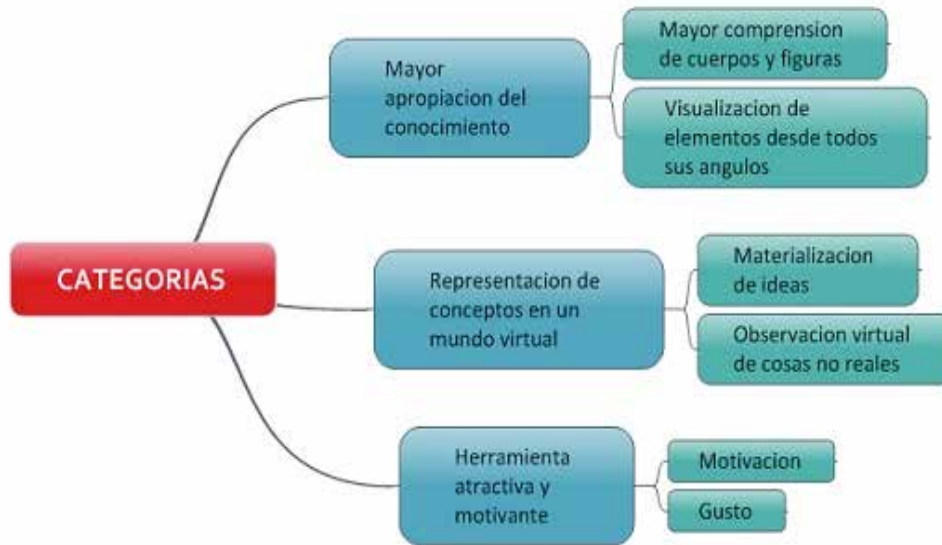 CATEGORIAS
Mayor
apropiacion del
conocimiento
Mayor comprension
de cuerpos y figuras
Visualizacion de
elementos desde todos
sus angulos
Representacion de
conceptos en un
mundo virtual
Materializacion
de ideas
Observacion virtual
de cosas no reales
Herramienta
atractiva y
motivante
Motivacion
Gusto